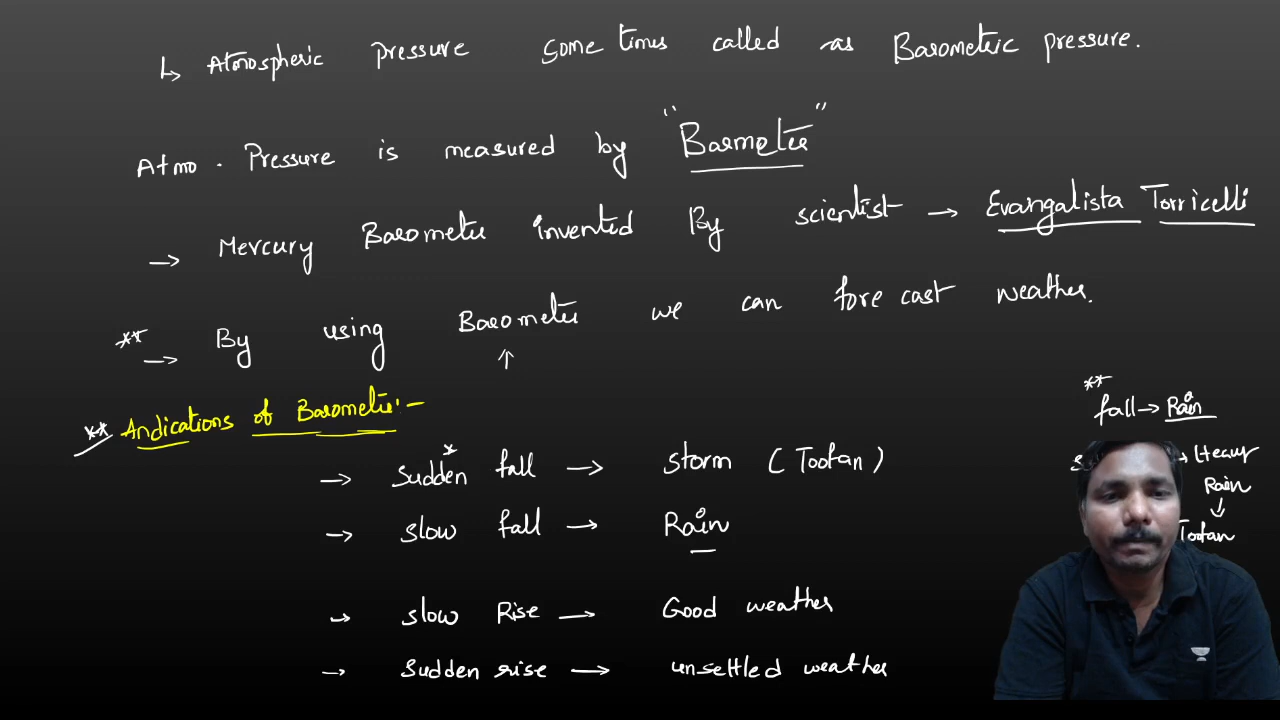 ↳ Atmospheric pressure some times called as Barometric pressure.
Atmo. Pressure is measured by "Barometer"
→ Mercury Barometer invented By scientist → Evangalista Torricelli
** → By using Barometer we can fore cast weather.
↑
** Indications of Barometer:-
→ Sudden* fall → Storm (Toofan)
→ slow fall → Rain
→ slow Rise → Good weather
→ Sudden rise → unsettled weather
**
fall → Rain
S → Heavy
Rain
↓
Toofan